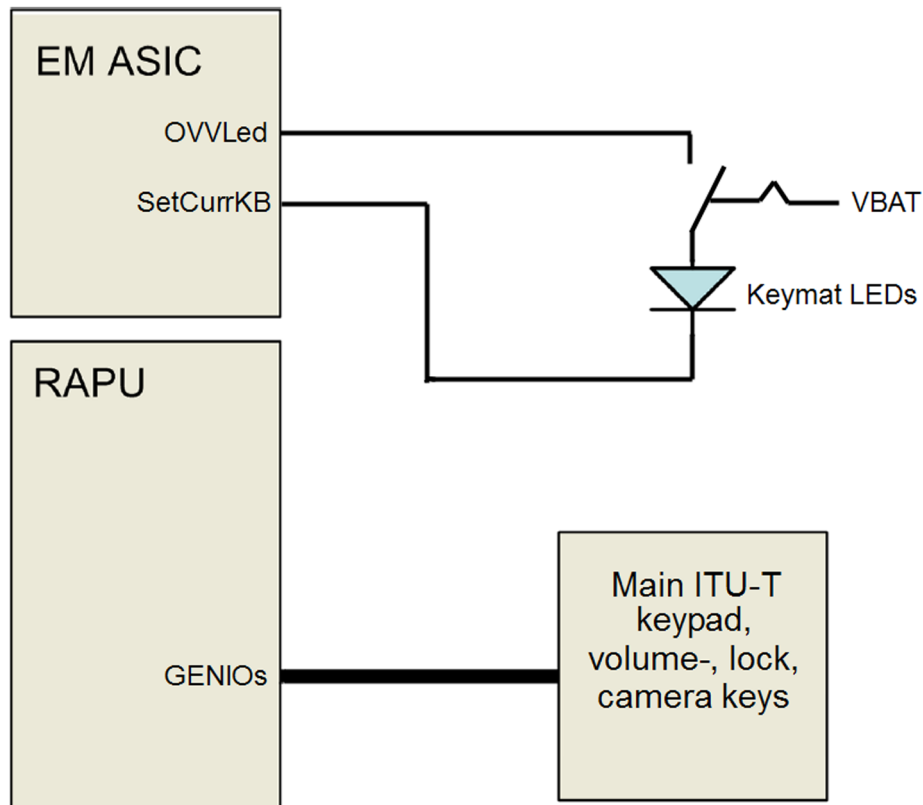 EM ASIC
OVVLed
SetCurrKB
VBAT
Keymat LEDs
RAPU
GENIOs
Main ITU-T
keypad,
volume-, lock,
camera keys